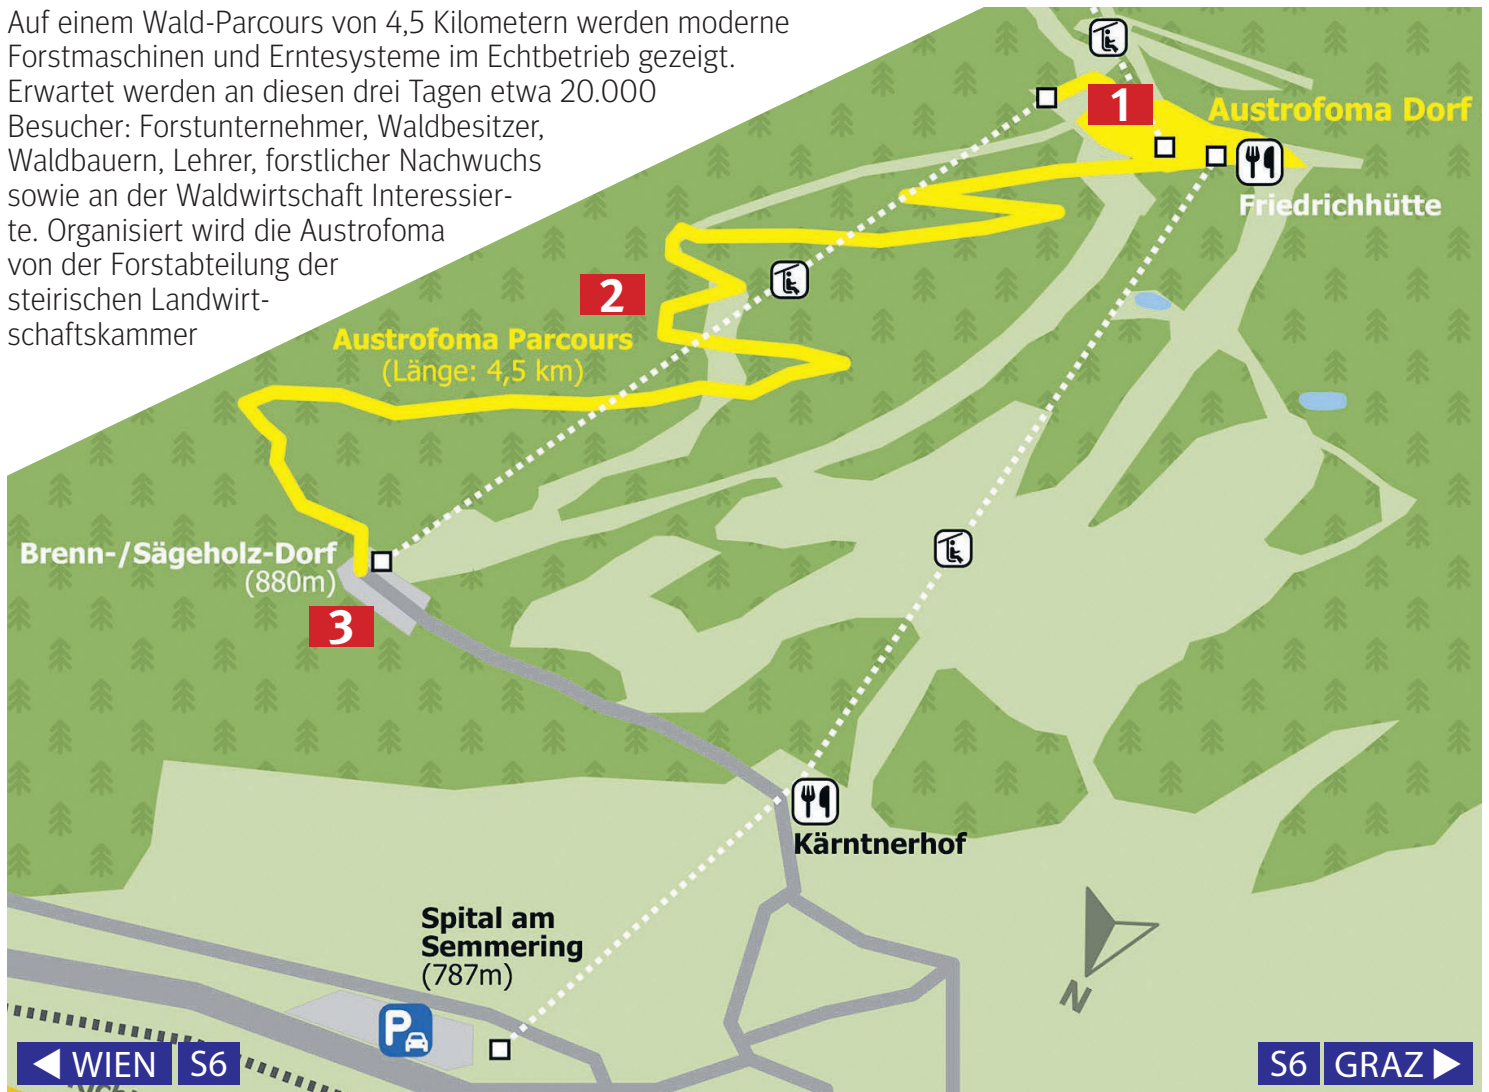 Auf einem Wald-Parcours von 4,5 Kilometern werden moderne
Forstmaschinen und Erntesysteme im Echtbetrieb gezeigt.
Erwartet werden an diesen drei Tagen etwa 20.000
Besucher: Forstunternehmer, Waldbesitzer,
Waldbauern, Lehrer, forstlicher Nachwuchs
sowie an der Waldwirtschaft Interessier-
te. Organisiert wird die Austrofoma
von der Forstabteilung der
steirischen Landwirt-
schaftskammer
1
Austrofoma Dorf
Friedrichhütte
2
Austrofoma Parcours
(Länge: 4,5 km)
Brenn-/Sägeholz-Dorf
(880m)
3
Kärntnerhof
Spital am
Semmering
(787m)
N
P
WIEN S6
S6 GRAZ